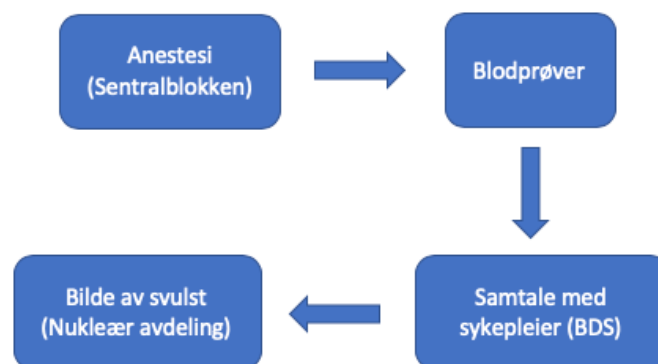 Anestesi
(Sentralblokken)
Blodprøver
Samtale med
sykepleier (BDS)
Bilde av svulst
(Nukleær avdeling)